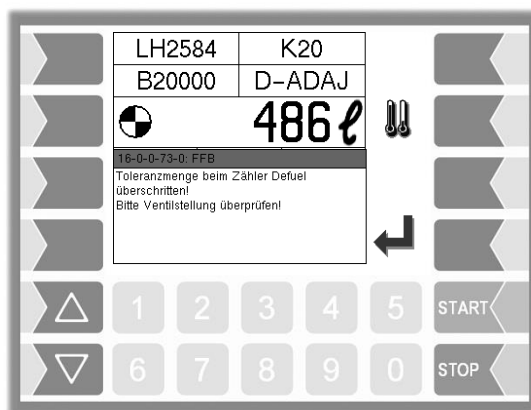 LH2584 K20
B20000 D-ADAJ
486 ℓ
16-0-0-73-0: FFB
Toleranzmenge beim Zähler Defuel
überschritten!
Bitte Ventilstellung überprüfen!
1 2 3 4 5 START
6 7 8 9 0 STOP